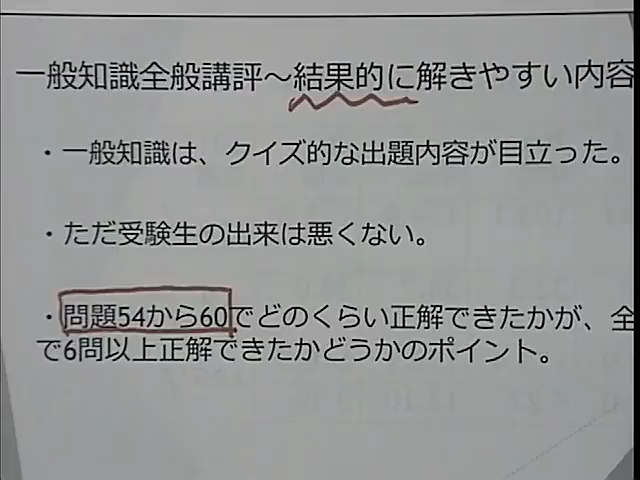 一般知識全般講評～結果的に解きやすい内容
・一般知識は、クイズ的な出題内容が目立った。
・ただ受験生の出来は悪くない。
・問題54から60でどのくらい正解できたかが、全
で6問以上正解できたかどうかのポイント。